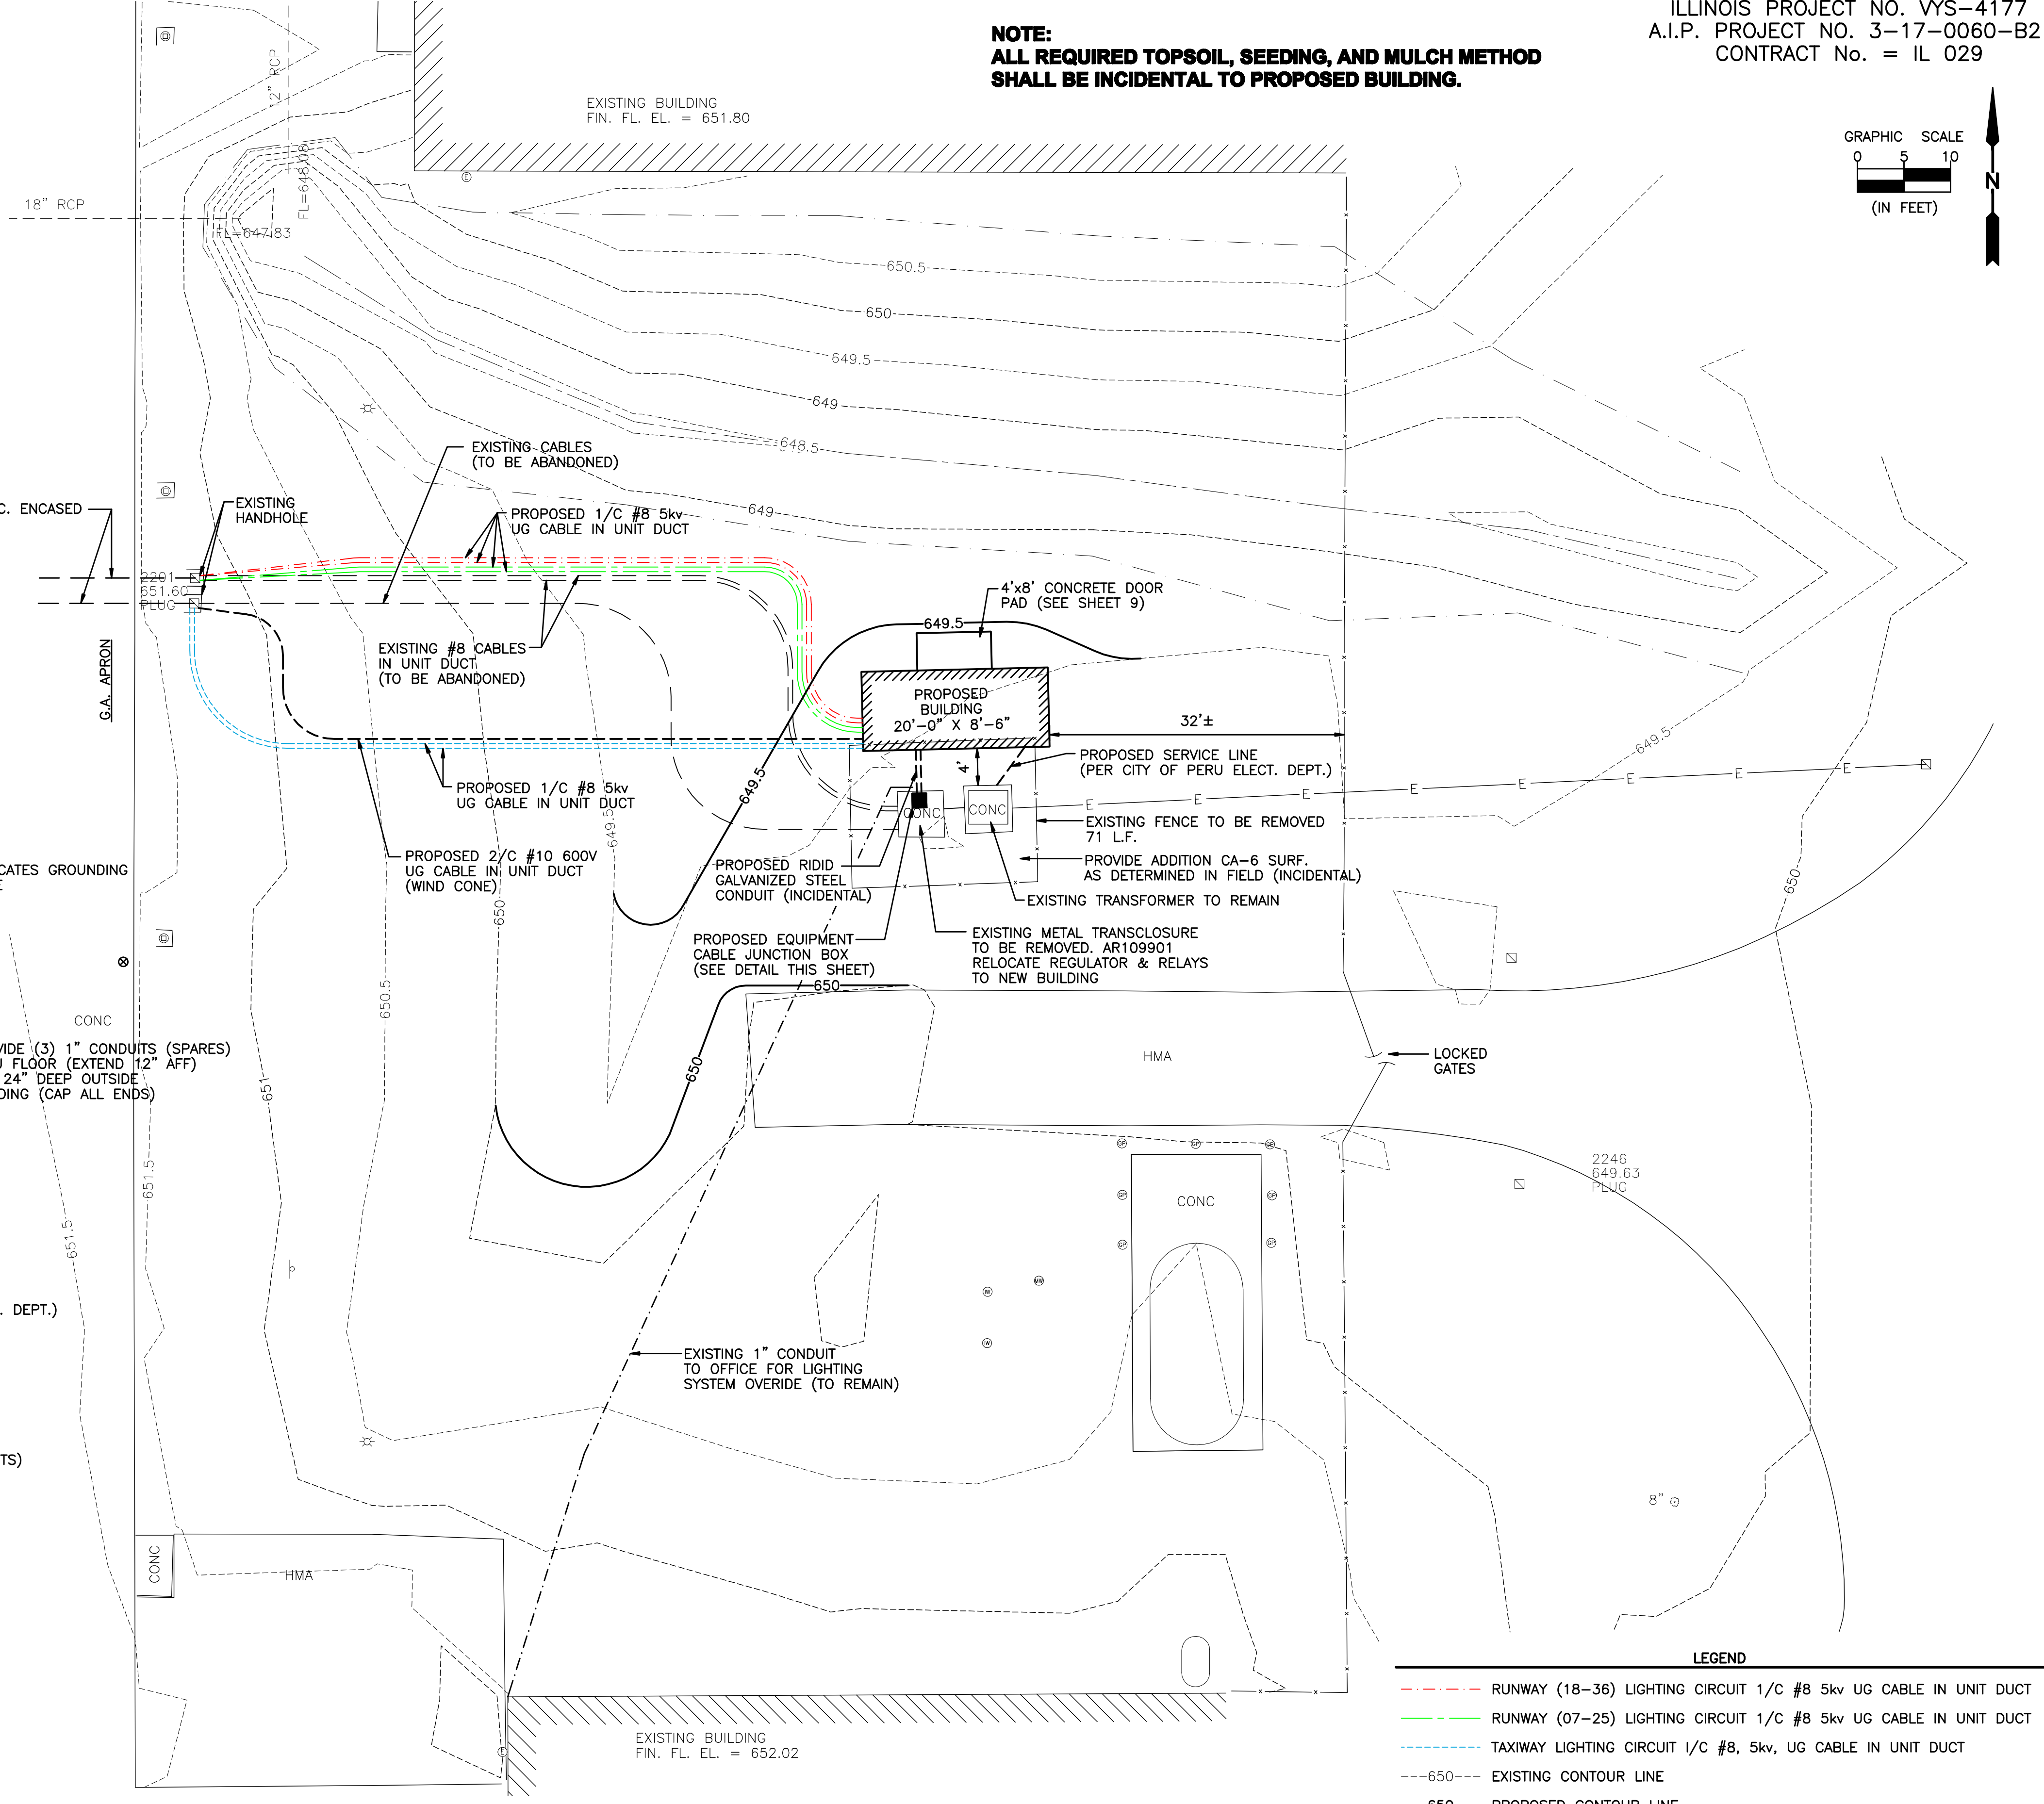 ILLINOIS PROJECT NO. VYS-4177
A.I.P. PROJECT NO. 3-17-0060-B2
CONTRACT No. = IL 029
NOTE:
ALL REQUIRED TOPSOIL, SEEDING, AND MULCH METHOD
SHALL BE INCIDENTAL TO PROPOSED BUILDING.
GRAPHIC SCALE
0 5 10
(IN FEET)
N
12" RCP
EXISTING BUILDING
FIN. FL. EL. = 651.80
E
FL=648.08
18" RCP
FL=647.83
650.5
650
649.5
649
648.5
649
EXISTING CABLES
(TO BE ABANDONED)
C. ENCASED
EXISTING
HANDHOLE
PROPOSED 1/C #8 5kv
UG CABLE IN UNIT DUCT
2201
651.60
PLUG
G.A. APRON
EXISTING #8 CABLES
IN UNIT DUCT
(TO BE ABANDONED)
4'x8' CONCRETE DOOR
PAD (SEE SHEET 9)
649.5
PROPOSED
BUILDING
20'-0" X 8'-6"
32'±
4'
PROPOSED SERVICE LINE
(PER CITY OF PERU ELECT. DEPT.)
649.5
E E E E E E E E
PROPOSED 1/C #8 5kv
UG CABLE IN UNIT DUCT
649.5
649.5
CONC
CONC
EXISTING FENCE TO BE REMOVED
71 L.F.
PROPOSED 2/C #10 600V
UG CABLE IN UNIT DUCT
(WIND CONE)
PROPOSED RIDID
GALVANIZED STEEL
CONDUIT (INCIDENTAL)
PROVIDE ADDITION CA-6 SURF.
AS DETERMINED IN FIELD (INCIDENTAL)
EXISTING TRANSFORMER TO REMAIN
CATES GROUNDING
E
650
650
PROPOSED EQUIPMENT
CABLE JUNCTION BOX
(SEE DETAIL THIS SHEET)
EXISTING METAL TRANSCLOSURE
TO BE REMOVED. AR109901
RELOCATE REGULATOR & RELAYS
TO NEW BUILDING
650
650.5
CONC
VIDE (3) 1" CONDUITS (SPARES)
U FLOOR (EXTEND 12" AFF)
24" DEEP OUTSIDE
DING (CAP ALL ENDS)
651
650
HMA
LOCKED
GATES
651.5
651.5
GP GP GP
GP GP
GP GP
CONC
2246
649.63
PLUG
MW
IW
IW
. DEPT.)
EXISTING 1" CONDUIT
TO OFFICE FOR LIGHTING
SYSTEM OVERIDE (TO REMAIN)
TS)
8"
CONC
HMA
E
EXISTING BUILDING
FIN. FL. EL. = 652.02
LEGEND
RUNWAY (18-36) LIGHTING CIRCUIT 1/C #8 5kv UG CABLE IN UNIT DUCT
RUNWAY (07-25) LIGHTING CIRCUIT 1/C #8 5kv UG CABLE IN UNIT DUCT
TAXIWAY LIGHTING CIRCUIT I/C #8, 5kv, UG CABLE IN UNIT DUCT
---650--- EXISTING CONTOUR LINE
650 PROPOSED CONTOUR LINE